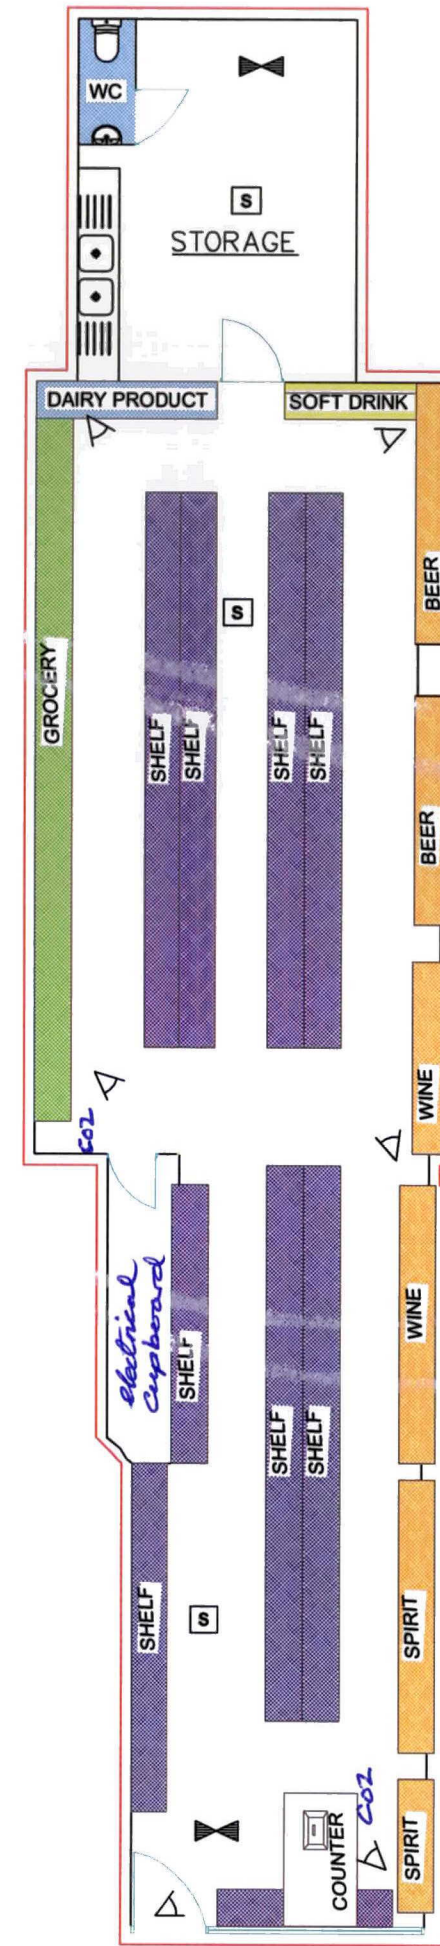 WC
S
STORAGE
DAIRY PRODUCT
SOFT DRINK
BEER
S
GROCERY
SHELF
SHELF
SHELF
SHELF
BEER
WINE
CO2
electrical
cupboard
SHELF
WINE
SHELF
SHELF
SHELF
S
SPIRIT
CO2
COUNTER
SPIRIT